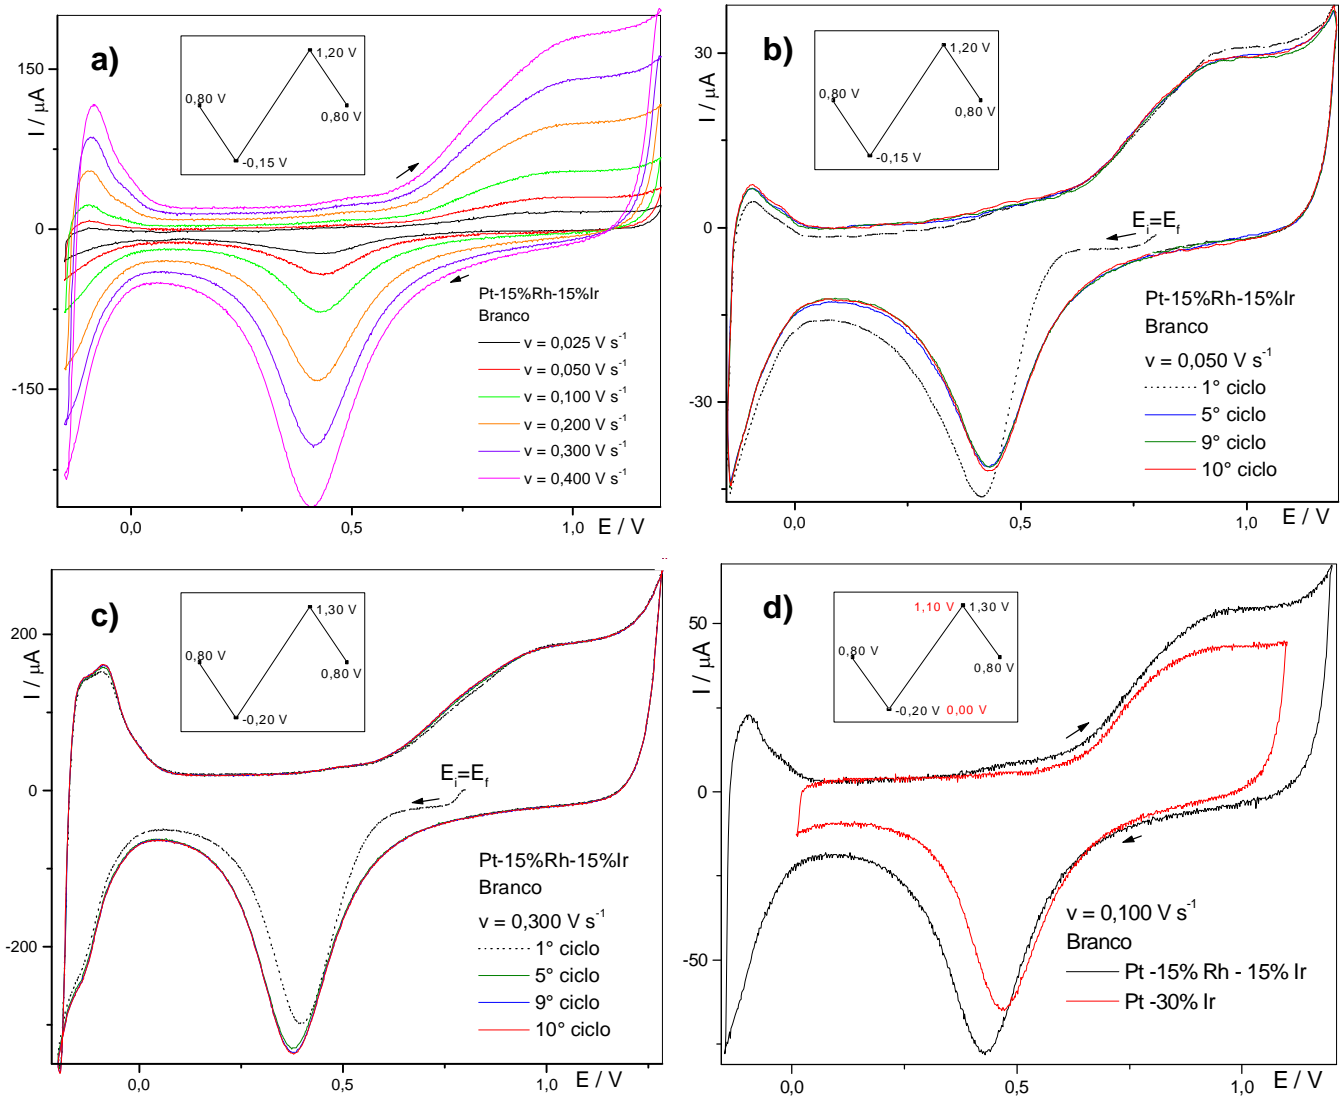 a)
1,20 V
0,80 V
0,80 V
-0,15 V
I / µA
150
0
-150
Pt-15%Rh-15%Ir
Branco
v = 0,025 V s⁻¹
v = 0,050 V s⁻¹
v = 0,100 V s⁻¹
v = 0,200 V s⁻¹
v = 0,300 V s⁻¹
v = 0,400 V s⁻¹
0,0
0,5
1,0
E / V
b)
1,20 V
0,80 V
0,80 V
-0,15 V
I / µA
30
0
-30
Eᵢ=E_f
Pt-15%Rh-15%Ir
Branco
v = 0,050 V s⁻¹
1° ciclo
5° ciclo
9° ciclo
10° ciclo
0,0
0,5
1,0
E / V
c)
1,30 V
0,80 V
0,80 V
-0,20 V
I / µA
200
0
-200
Eᵢ=E_f
Pt-15%Rh-15%Ir
Branco
v = 0,300 V s⁻¹
1° ciclo
5° ciclo
9° ciclo
10° ciclo
0,0
0,5
1,0
E / V
d)
1,10 V 1,30 V
0,80 V
0,80 V
-0,20 V 0,00 V
I / µA
50
0
-50
v = 0,100 V s⁻¹
Branco
Pt -15% Rh - 15% Ir
Pt -30% Ir
0,0
0,5
1,0
E / V